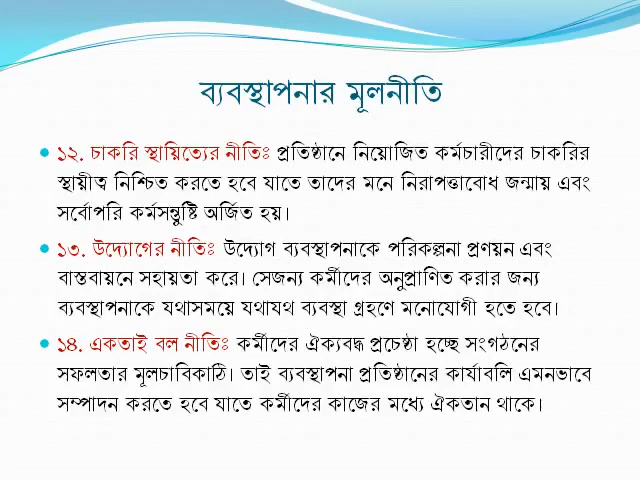 ব্যবস্থাপনার মূলনীতি
১২. চাকরি স্থায়িত্যের নীতিঃ প্রতিষ্ঠানে নিয়োজিত কর্মচারীদের চাকরির
স্থায়ীত্ব নিশ্চিত করতে হবে যাতে তাদের মনে নিরাপত্তাবোধ জন্মায় এবং
সর্বোপরি কর্মসন্তুষ্টি অর্জিত হয়।
১৩. উদ্যোগের নীতিঃ উদ্যোগ ব্যবস্থাপনাকে পরিকল্পনা প্রণয়ন এবং
বাস্তবায়নে সহায়তা করে। সেজন্য কর্মীদের অনুপ্রাণিত করার জন্য
ব্যবস্থাপনাকে যথাসময়ে যথাযথ ব্যবস্থা গ্রহণে মনোযোগী হতে হবে।
১৪. একতাই বল নীতিঃ কর্মীদের ঐক্যবদ্ধ প্রচেষ্ঠা হচ্ছে সংগঠনের
সফলতার মূলচাবিকাঠি। তাই ব্যবস্থাপনা প্রতিষ্ঠানের কার্যাবলি এমনভাবে
সম্পাদন করতে হবে যাতে কর্মীদের কাজের মধ্যে ঐকতান থাকে।